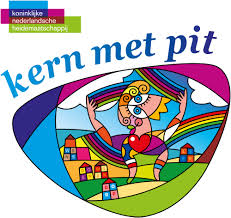 koninklijke
nederlandsche
heidemaatschappij
kern met pit